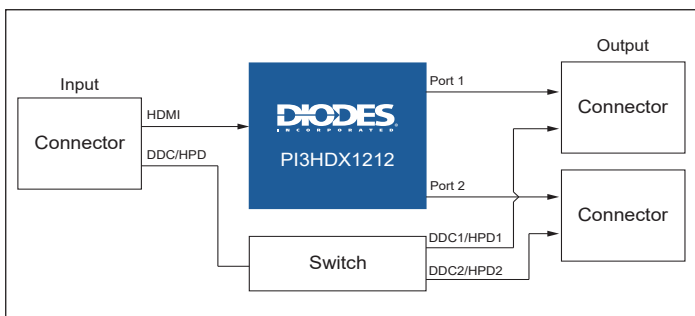 Input
Connector
HDMI
DDC/HPD
DIODES
INCORPORATED
PI3HDX1212
Port 1
Port 2
Switch
DDC1/HPD1
DDC2/HPD2
Output
Connector
Connector